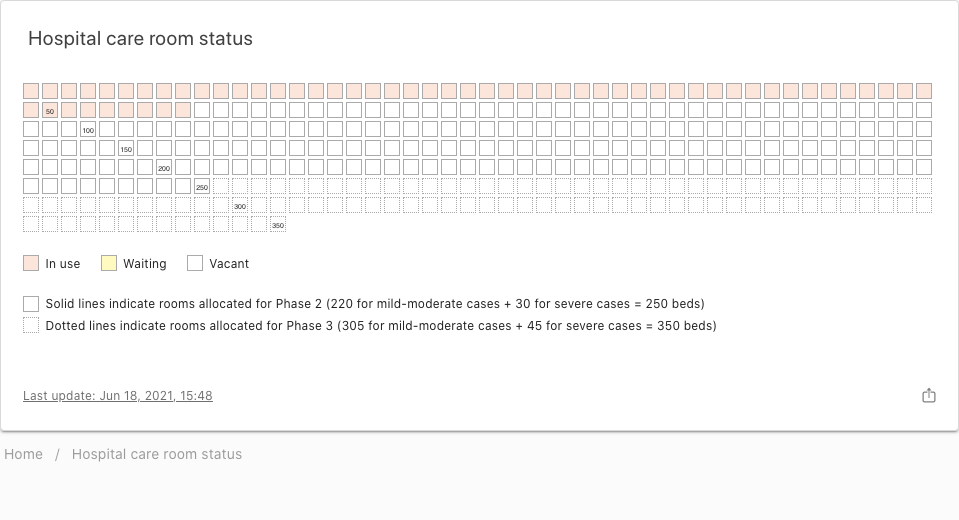 Hospital care room status
50
100
150
200
250
300
350
In use Waiting Vacant
Solid lines indicate rooms allocated for Phase 2 (220 for mild-moderate cases + 30 for severe cases = 250 beds)
Dotted lines indicate rooms allocated for Phase 3 (305 for mild-moderate cases + 45 for severe cases = 350 beds)
Last update: Jun 18, 2021, 15:48
Home / Hospital care room status